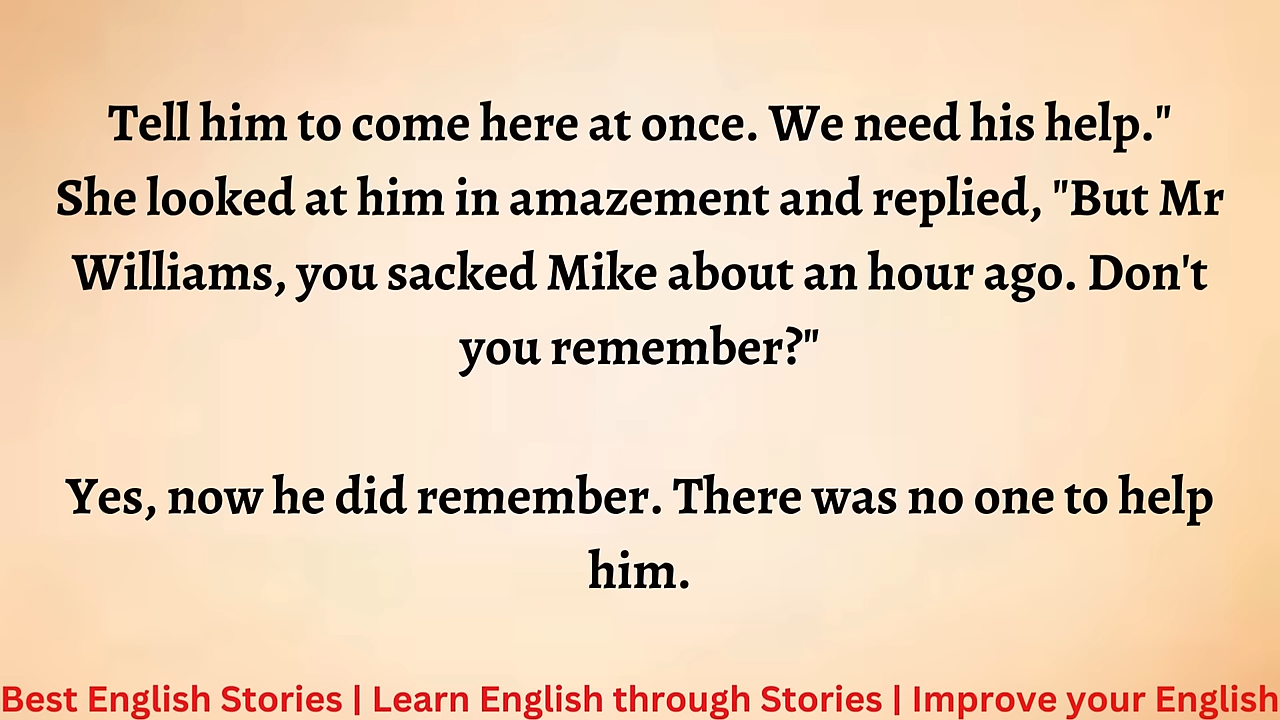 Tell him to come here at once. We need his help."
She looked at him in amazement and replied, "But Mr
Williams, you sacked Mike about an hour ago. Don't
you remember?"
Yes, now he did remember. There was no one to help
him.
Best English Stories | Learn English through Stories | Improve your English